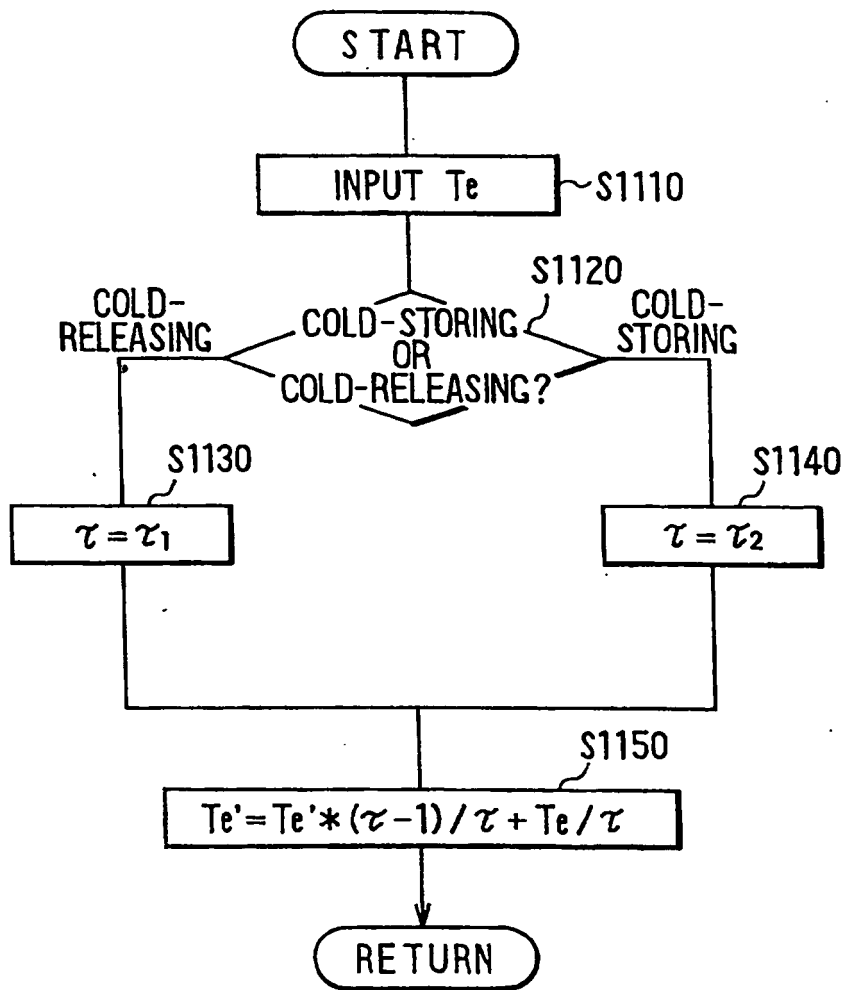 START
INPUT Te
S1110
S1120
COLD-
RELEASING
COLD-STORING
OR
COLD-RELEASING?
COLD-
STORING
S1130
τ = τ1
S1140
τ = τ2
S1150
Te' = Te' * (τ - 1) / τ + Te / τ
RETURN